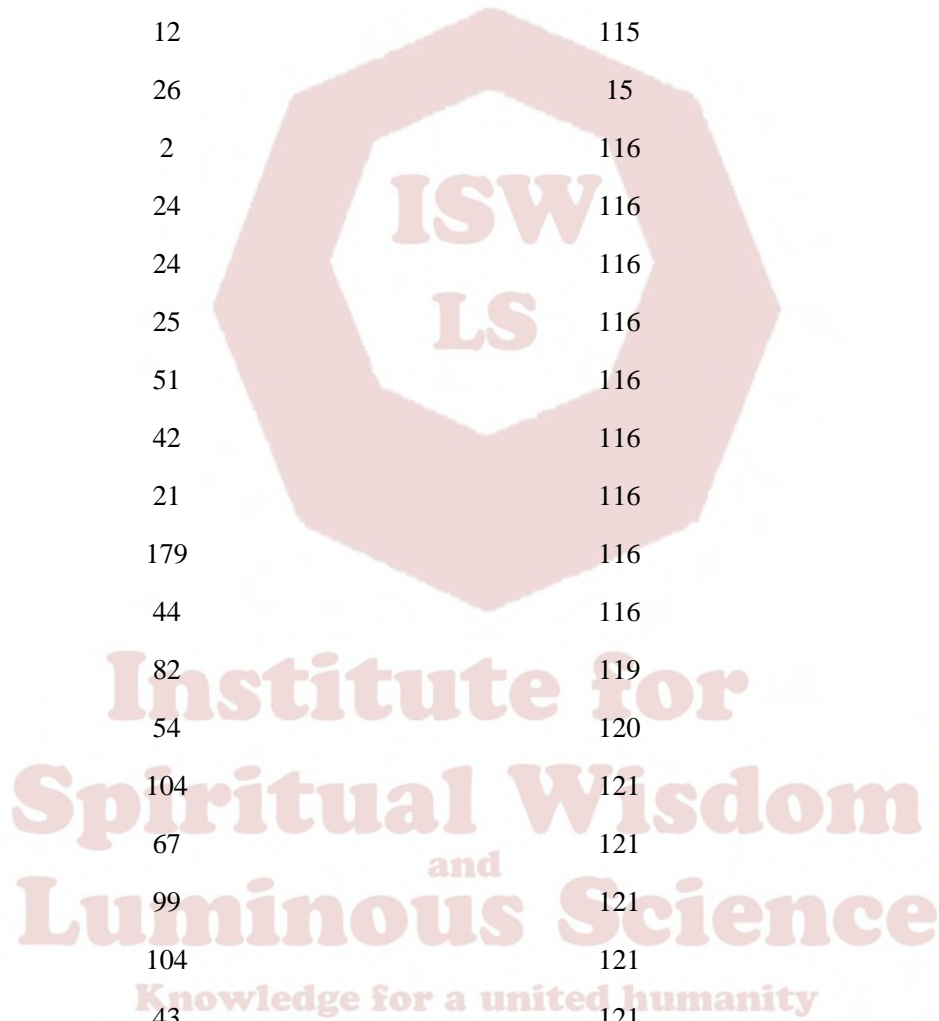 12 115
26 15
2 116
ISW
24 116
24 116
LS
25 116
51 116
42 116
21 116
179 116
44 116
Institute for
82 119
54 120
Spiritual Wisdom
104 121
67 121
and
Luminous Science
99 121
104 121
Knowledge for a united humanity
43 121